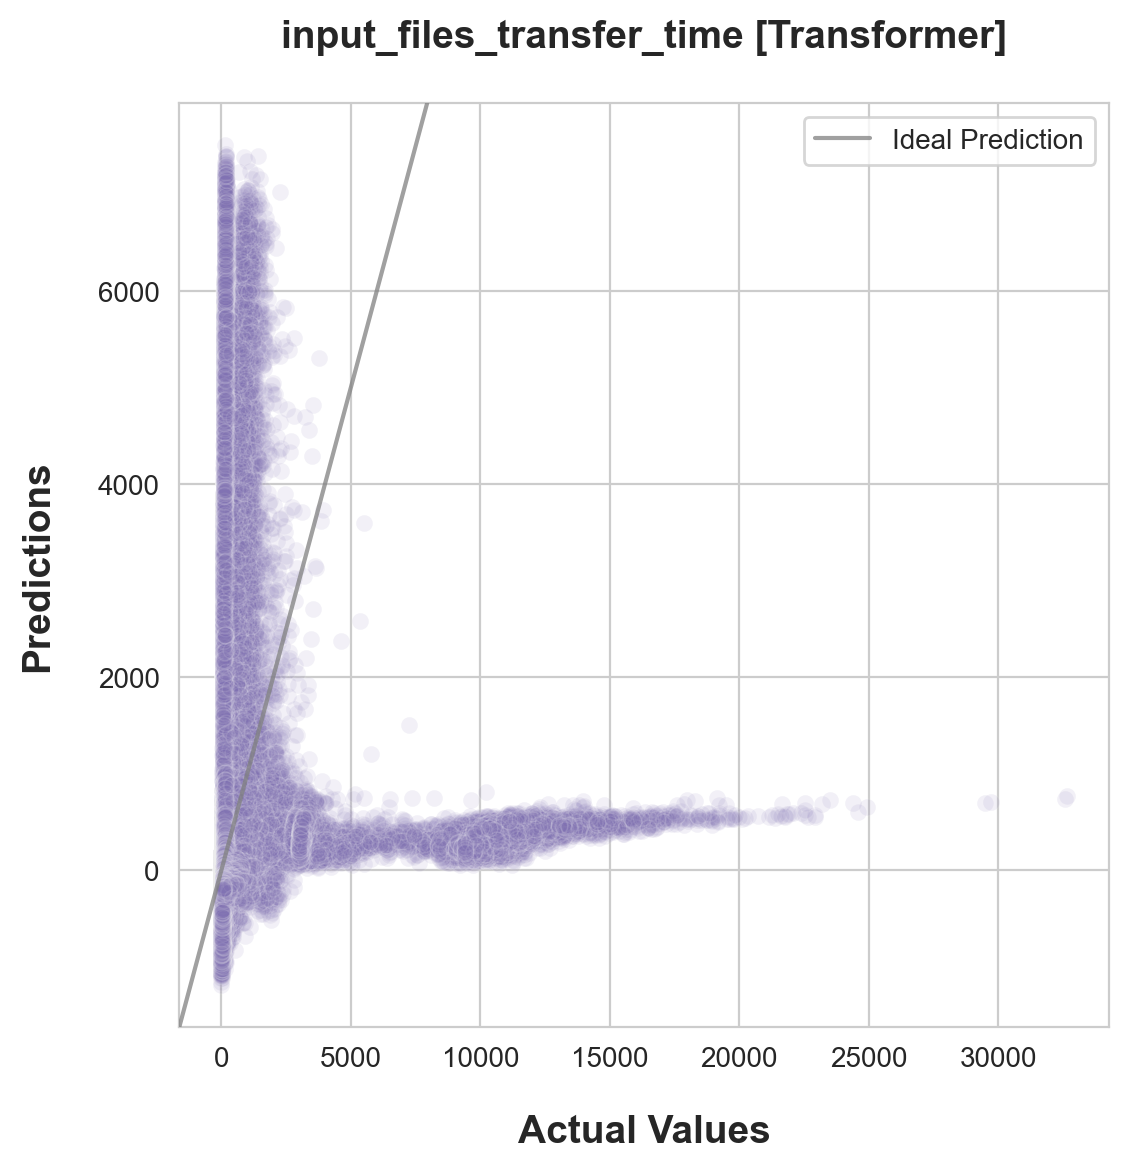 input_files_transfer_time [Transformer]
Ideal Prediction
6000
4000
2000
0
Predictions
0 5000 10000 15000 20000 25000 30000
Actual Values